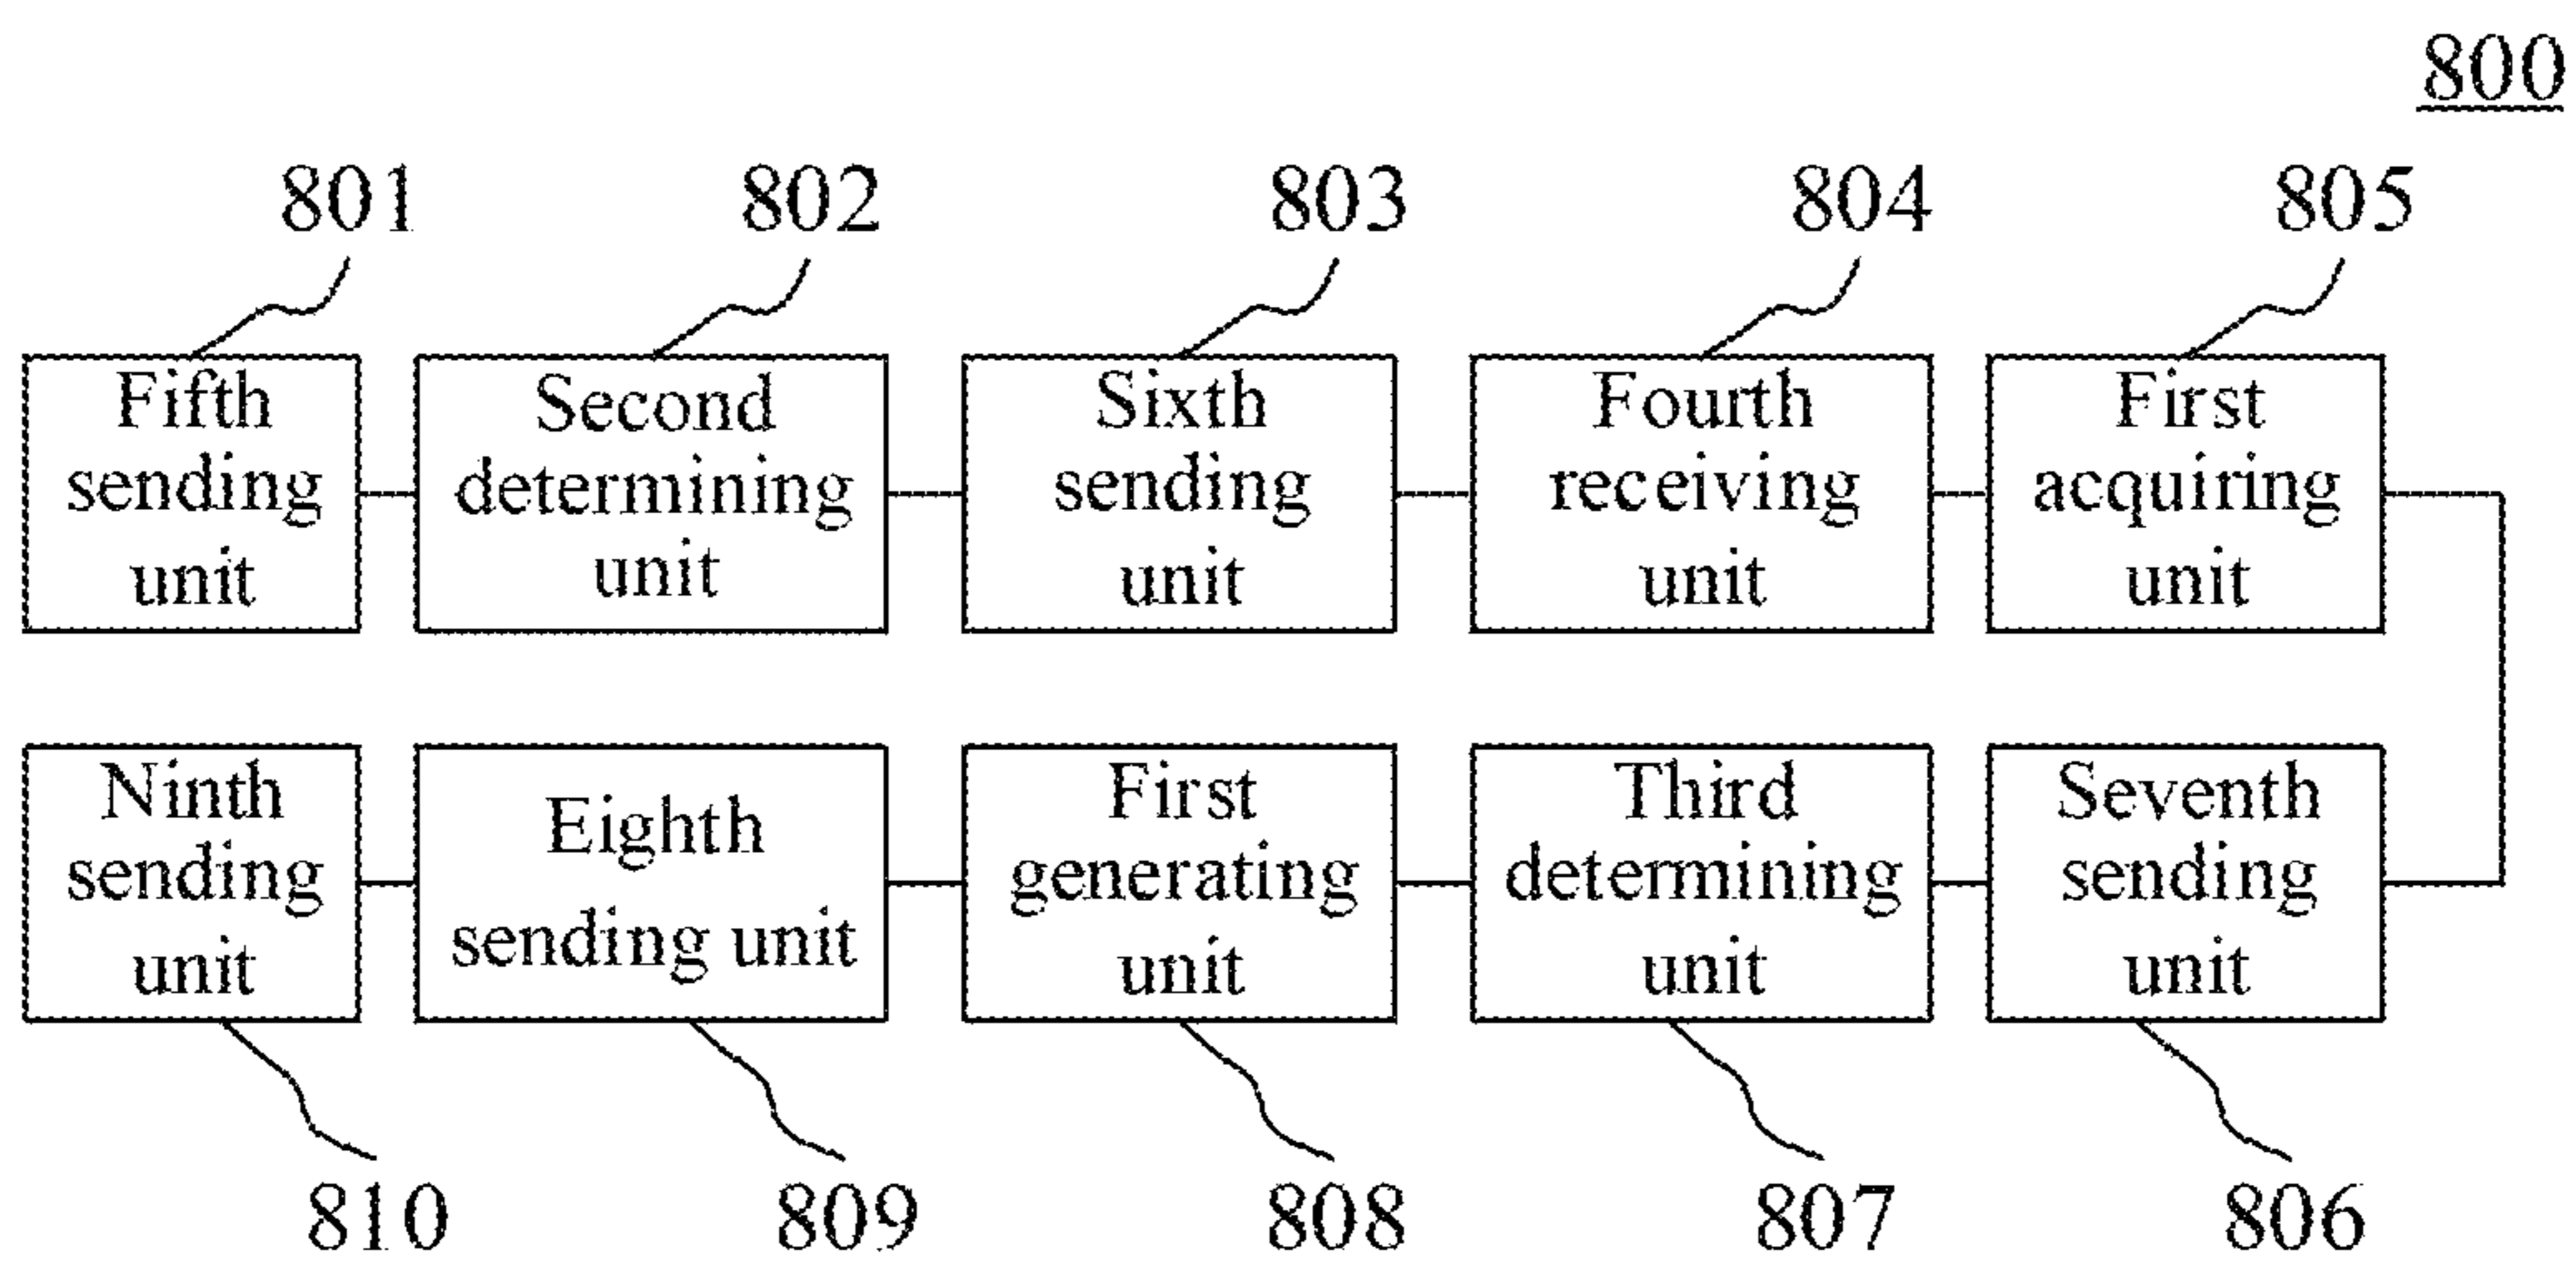 800
801
802
803
804
805
Fifth
sending
unit
Second
determining
unit
Sixth
sending
unit
Fourth
receiving
unit
First
acquiring
unit
Ninth
sending
unit
Eighth
sending unit
First
generating
unit
Third
determining
unit
Seventh
sending
unit
810
809
808
807
806